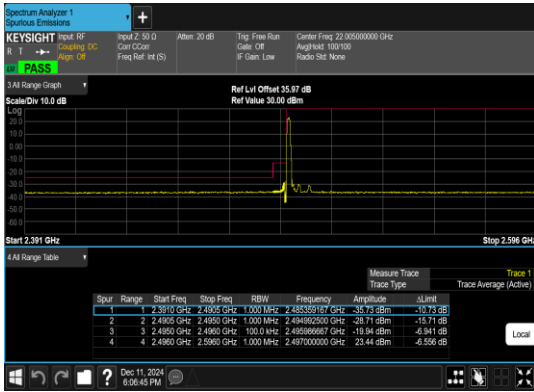 Spectrum Analyzer 1
Spurious Emissions
+
KEYSIGHT Input: RF Input Z: 50 Ω Atten: 20 dB Trig: Free Run Center Freq: 22.005000000 GHz
R T Coupling: DC Corr CCorr Gate: Off Avg|Hold: 100/100
Align: Off Freq Ref: Int (S) IF Gain: Low Radio Std: None
PASS
3 All Range Graph
Ref Lvl Offset 35.97 dB
Scale/Div 10.0 dB Ref Value 30.00 dBm
Log
20.0
10.0
0.00
-10.0
-20.0
-30.0
-40.0
-50.0
-60.0
Start 2.391 GHz Stop 2.596 GHz
4 All Range Table
Measure Trace Trace 1
Trace Type Trace Average (Active)
Spur Range Start Freq Stop Freq RBW Frequency Amplitude ΔLimit
1 1 2.3910 GHz 2.4905 GHz 1.000 MHz 2.485359167 GHz -35.73 dBm -10.73 dB
2 2 2.4905 GHz 2.4950 GHz 1.000 MHz 2.494992500 GHz -28.71 dBm -15.71 dB
3 3 2.4950 GHz 2.4960 GHz 100.0 kHz 2.495986667 GHz -19.94 dBm -6.941 dB
4 4 2.4960 GHz 2.5960 GHz 1.000 MHz 2.497000000 GHz 23.44 dBm -6.556 dB
Local
? Dec 11, 2024
6:06:45 PM